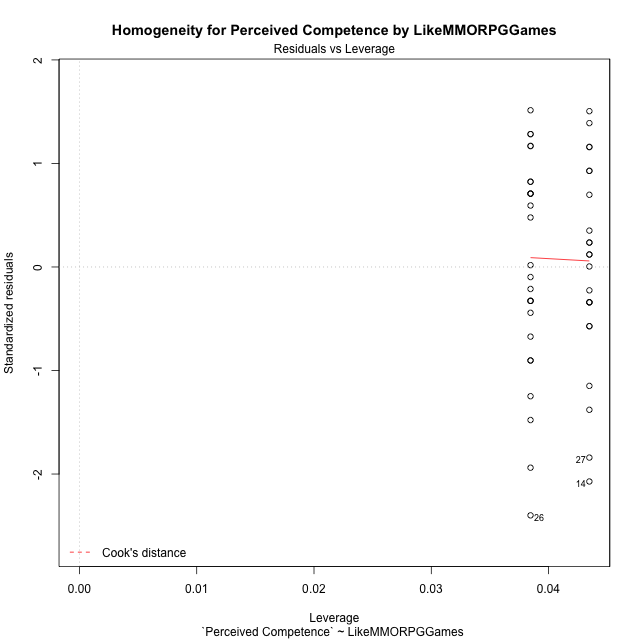 Homogeneity for Perceived Competence by LikeMMORPGGames
Residuals vs Leverage
Standardized residuals
2
1
0
-1
-2
27
14
26
Cook's distance
0.00 0.01 0.02 0.03 0.04
Leverage
`Perceived Competence` ~ LikeMMORPGGames